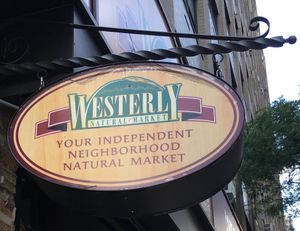 WESTERLY
NATURAL MARKET
YOUR INDEPENDENT
NEIGHBORHOOD
NATURAL MARKET